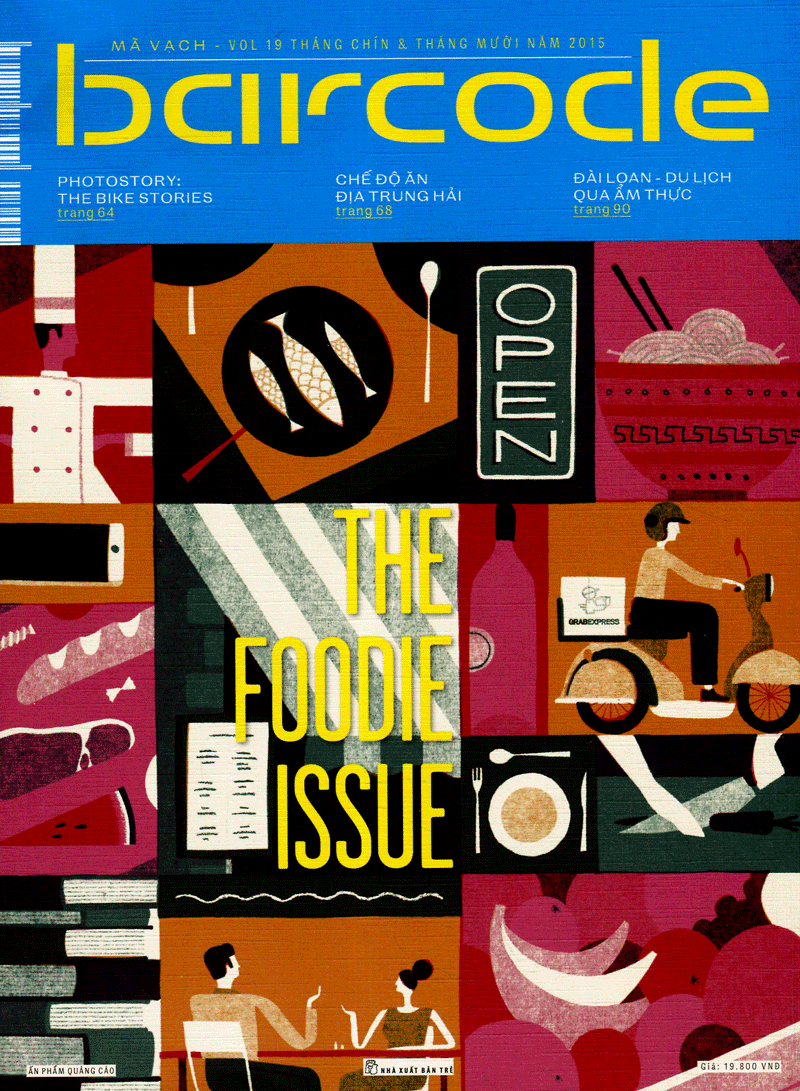 MÃ VẠCH - VOL 19 THÁNG CHÍN & THÁNG MƯỜI NĂM 2015
barcode
PHOTOSTORY:
THE BIKE STORIES
trang 64
CHẾ ĐỘ ĂN
ĐỊA TRUNG HẢI
trang 68
ĐÀI LOAN - DU LỊCH
QUA ẨM THỰC
trang 90
OPEN
THE
FOODIE
ISSUE
GRABEXPRESS
ẤN PHẨM QUẢNG CÁO
NHÀ XUẤT BẢN TRẺ
Giá: 19.800 VNĐ